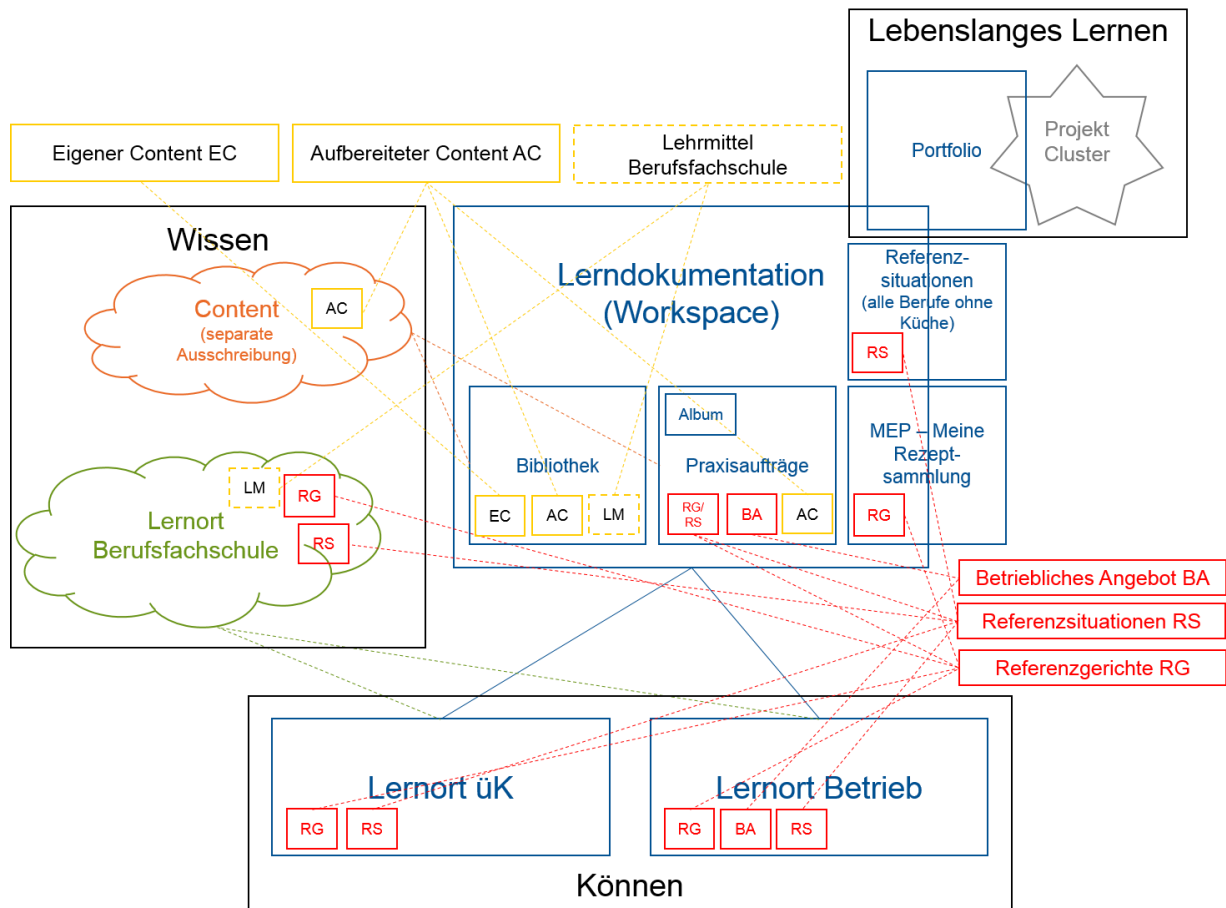 Lebenslanges Lernen
Portfolio
Projekt
Cluster
Eigener Content EC
Aufbereiteter Content AC
Lehrmittel
Berufsfachschule
Wissen
Content
(separate
Ausschreibung)
AC
LM
RG
RS
Lernort
Berufsfachschule
Lerndokumentation
(Workspace)
Bibliothek
EC
AC
LM
Album
Praxisaufträge
RG/
RS
BA
AC
Referenz-
situationen
(alle Berufe ohne
Küche)
RS
MEP – Meine
Rezept-
sammlung
RG
Betriebliches Angebot BA
Referenzsituationen RS
Referenzgerichte RG
Lernort üK
RG
RS
Lernort Betrieb
RG
BA
RS
Können